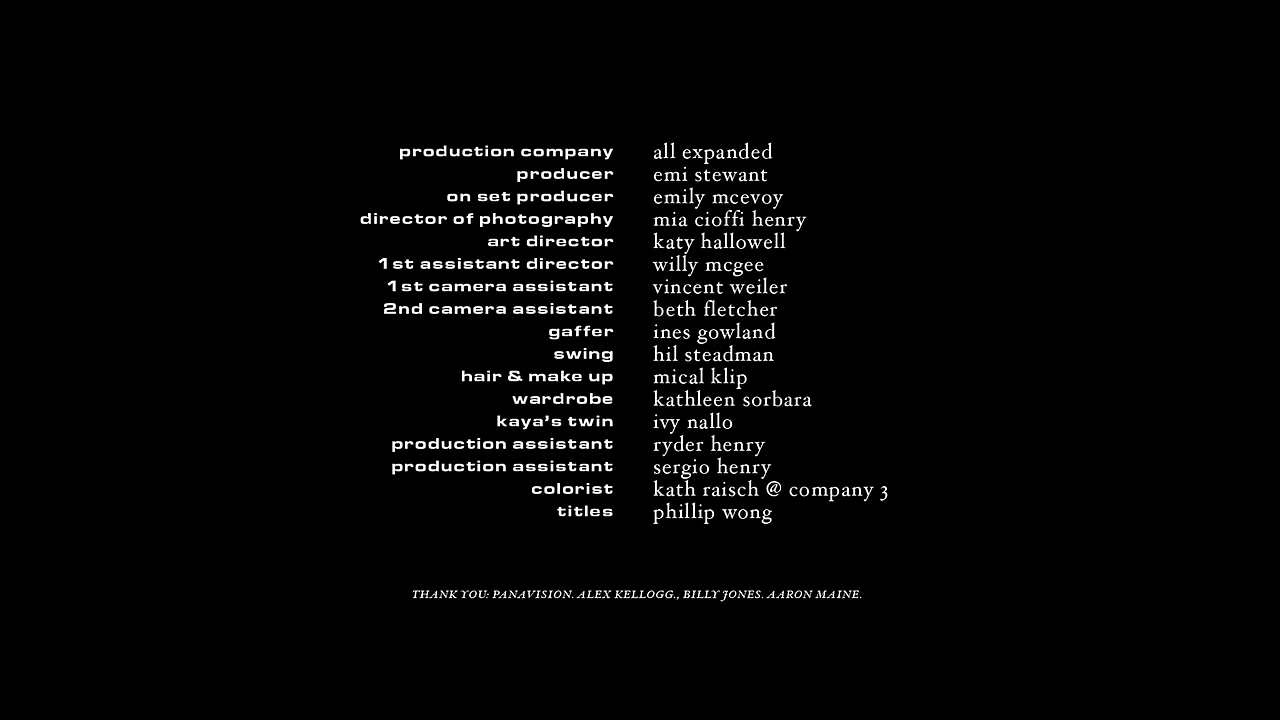 production company all expanded
producer emi stewant
on set producer emily mcevoy
director of photography mia cioffi henry
art director katy hallowell
1st assistant director willy mcgee
1st camera assistant vincent weiler
2nd camera assistant beth fletcher
gaffer ines gowland
swing hil steadman
hair & make up mical klip
wardrobe kathleen sorbara
kaya's twin ivy nallo
production assistant ryder henry
production assistant sergio henry
colorist kath raisch @ company 3
titles phillip wong
THANK YOU: PANAVISION. ALEX KELLOGG., BILLY JONES. AARON MAINE.